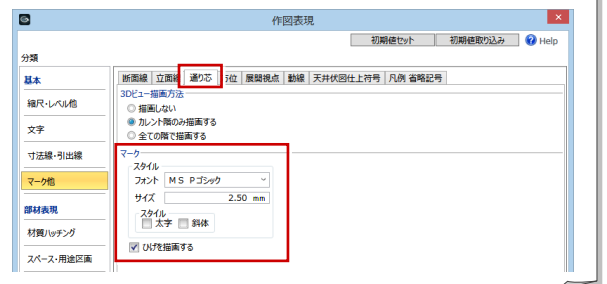 作図表現
初期値セット 初期値取り込み Help
分類
基本
縮尺・レベル他
文字
寸法線・引出線
マーク他
部材表現
材質ハッチング
スペース・用途区画
断面線 立面線 通り芯 方位 展開視点 動線 天井伏図仕上符号 凡例 省略記号
3Dビュー描画方法
描画しない
カレント階のみ描画する
全ての階で描画する
マーク
スタイル
フォント MS Pゴシック
サイズ 2.50 mm
スタイル
太字 斜体
ひげを描画する